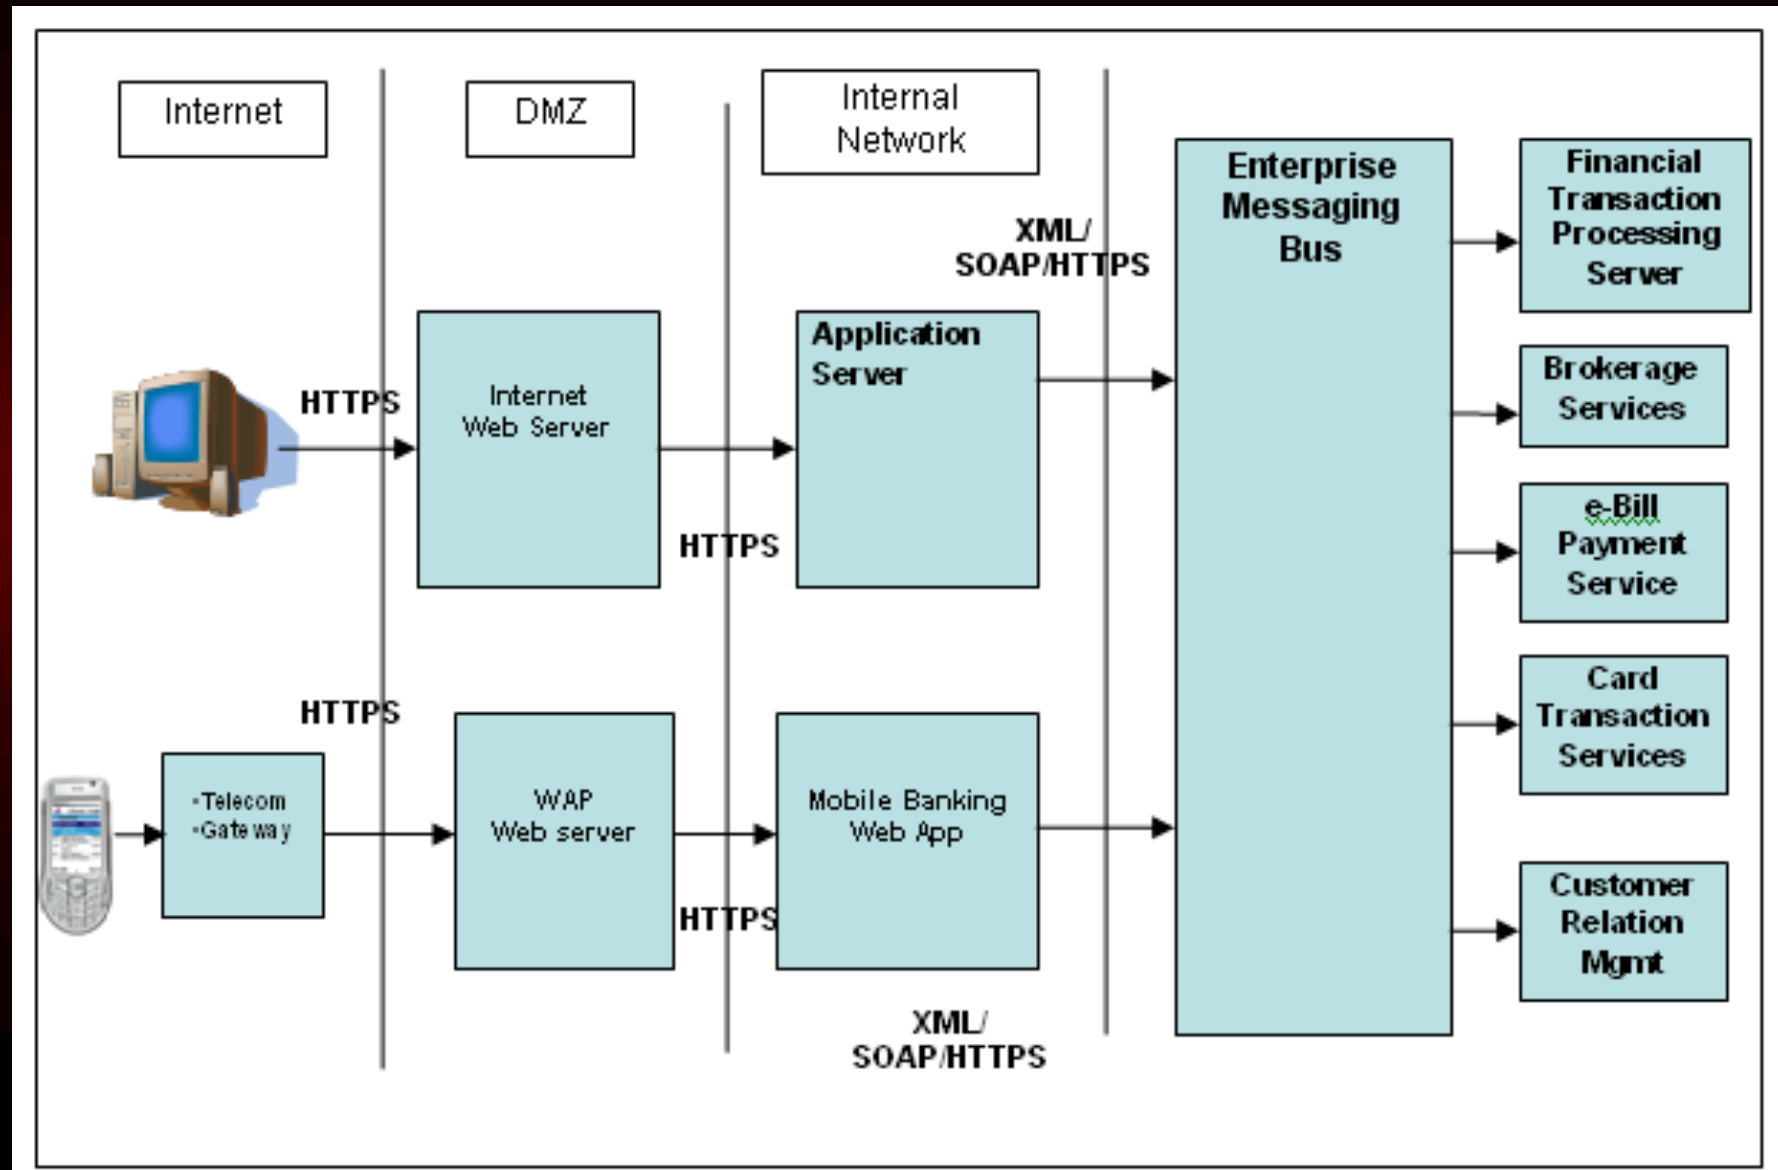 Internet
DMZ
Internal
Network
XML/
SOAP/HTTPS
Enterprise
Messaging
Bus
Financial
Transaction
Processing
Server
Brokerage
Services
e-Bill
Payment
Service
Card
Transaction
Services
Customer
Relation
Mgmt
HTTPS
Internet
Web Server
HTTPS
Application
Server
HTTPS
•Telecom
•Gateway
WAP
Web server
HTTPS
Mobile Banking
Web App
XML/
SOAP/HTTPS